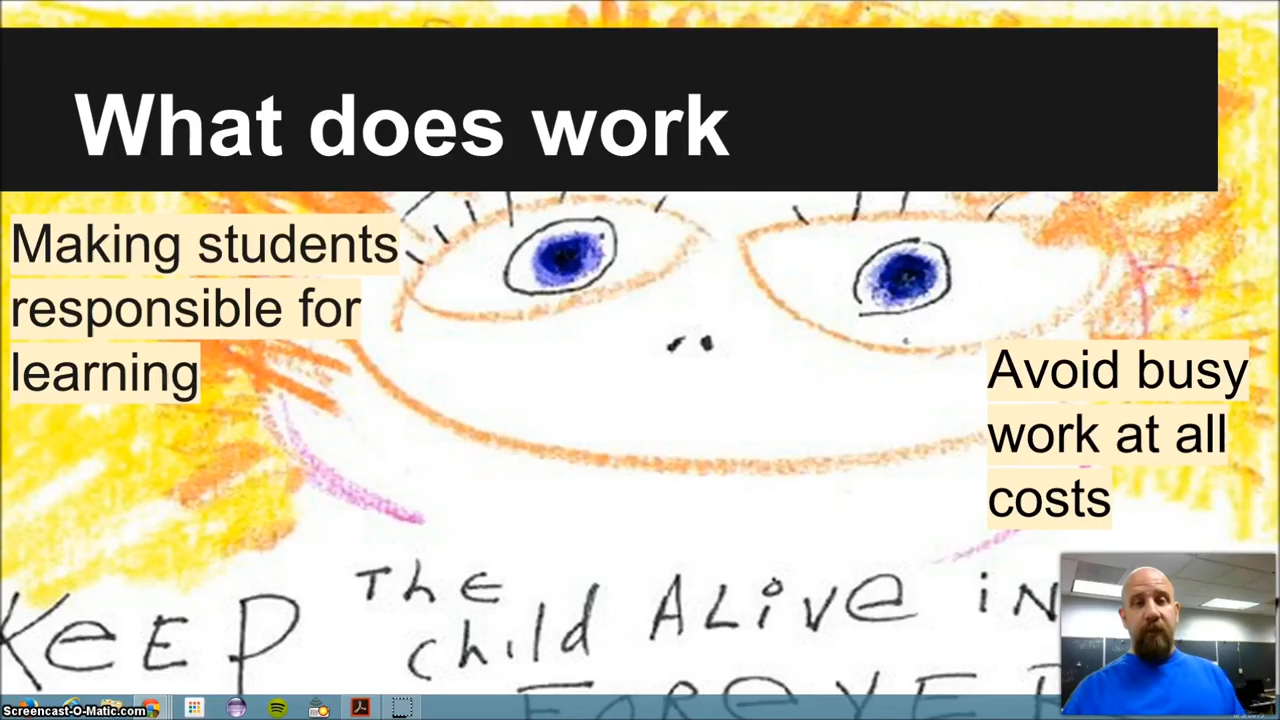 What does work
Making students
responsible for
learning
Avoid busy
work at all
costs
KEEP THE child ALIVE iN
FOREVER
Screencast-O-Matic.com